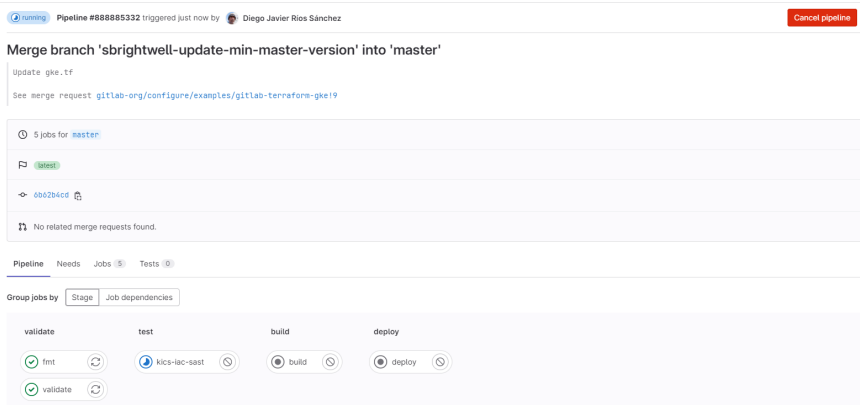 running Pipeline #888885332 triggered just now by Diego Javier Ríos Sánchez Cancel pipeline
Merge branch 'sbrightwell-update-min-master-version' into 'master'
Update gke.tf
See merge request gitlab-org/configure/examples/gitlab-terraform-gke!9
5 jobs for master
latest
6b62b4cd
No related merge requests found.
Pipeline Needs Jobs 5 Tests 0
Group jobs by Stage Job dependencies
validate test build deploy
fmt kics-iac-sast build deploy
validate